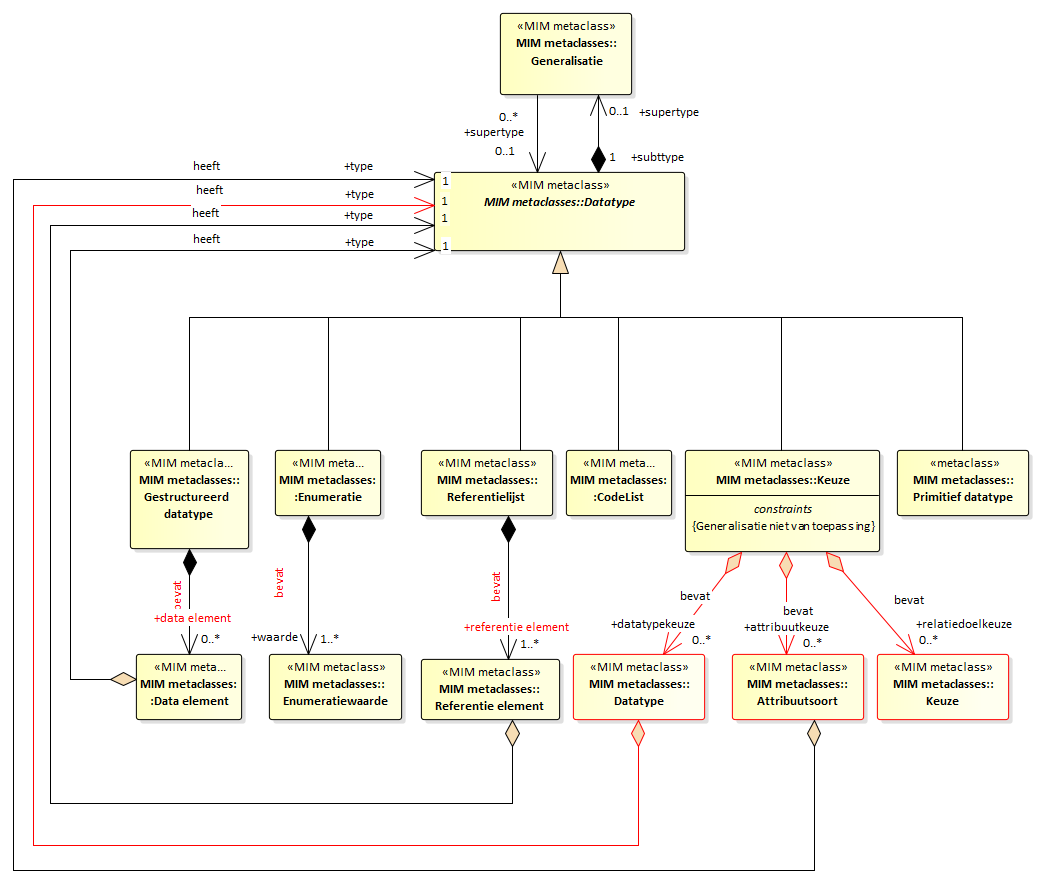 «MIM metaclass»
MIM metaclasses::
Generalisatie
0..*
+supertype
0..1
0..1 +supertype
1 +subttype
heeft +type
1
heeft +type
1
heeft +type
1
heeft +type
1
«MIM metaclass»
MIM metaclasses::Datatype
«MIM metacla...
MIM metaclasses::
Gestructureerd
datatype
«MIM meta...
MIM metaclasses:
:Enumeratie
«MIM metaclass»
MIM metaclasses::
Referentielijst
«MIM meta...
MIM metaclasses:
:CodeList
«MIM metaclass»
MIM metaclasses::Keuze
constraints
{Generalisatie niet van toepassing}
«metaclass»
MIM metaclasses::
Primitief datatype
bevat
+data element
0..*
bevat
+waarde
1..*
bevat
+referentie element
1..*
bevat
+datatypekeuze
0..*
bevat
+attribuutkeuze
0..*
bevat
+relatiedoelkeuze
0..*
«MIM meta...
MIM metaclasses:
:Data element
«MIM metaclass»
MIM metaclasses::
Enumeratiewaarde
«MIM metaclass»
MIM metaclasses::
Referentie element
«MIM metaclass»
MIM metaclasses::
Datatype
«MIM metaclass»
MIM metaclasses::
Attribuutsoort
«MIM metaclass»
MIM metaclasses::
Keuze